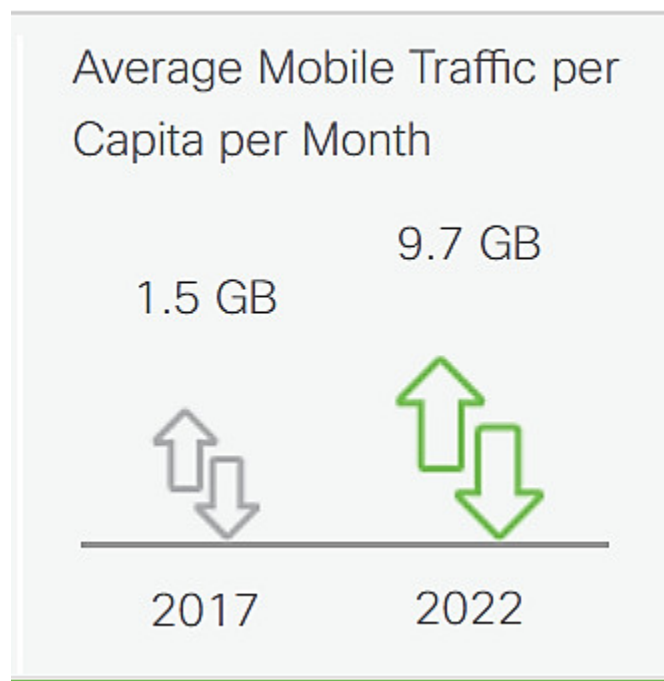 Average Mobile Traffic per
Capita per Month
9.7 GB
1.5 GB
2017
2022